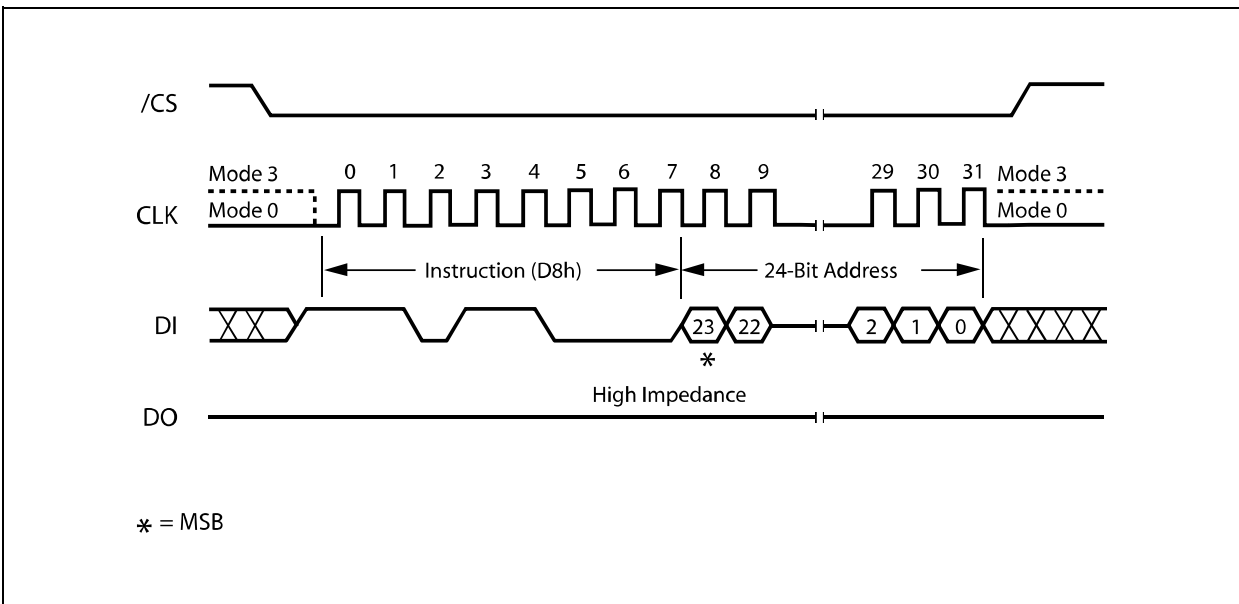 /CS
Mode 3 0 1 2 3 4 5 6 7 8 9 29 30 31 Mode 3
CLK Mode 0 Mode 0
Instruction (D8h) 24-Bit Address
DI 23 22 2 1 0
*
High Impedance
DO
* = MSB